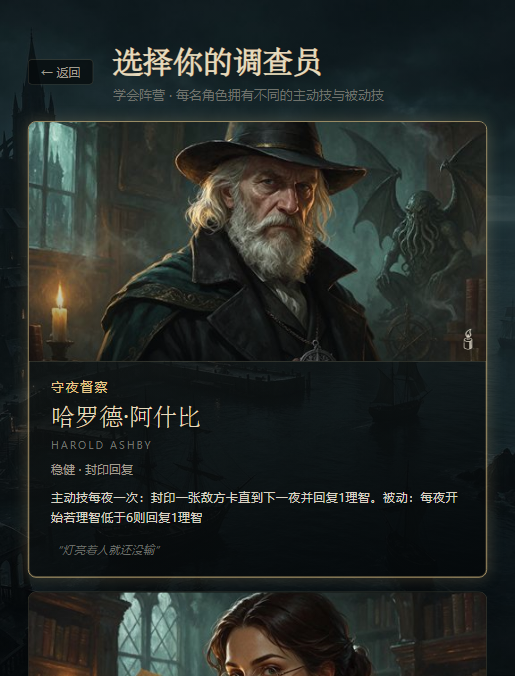 ← 返回
选择你的调查员
学会阵营 · 每名角色拥有不同的主动技与被动技
守夜督察
哈罗德·阿什比
HAROLD ASHBY
稳健 · 封印回复
主动技每夜一次：封印一张敌方卡直到下一夜并回复1理智。被动：每夜开
始若理智低于6则回复1理智
“灯亮着人就还没输”